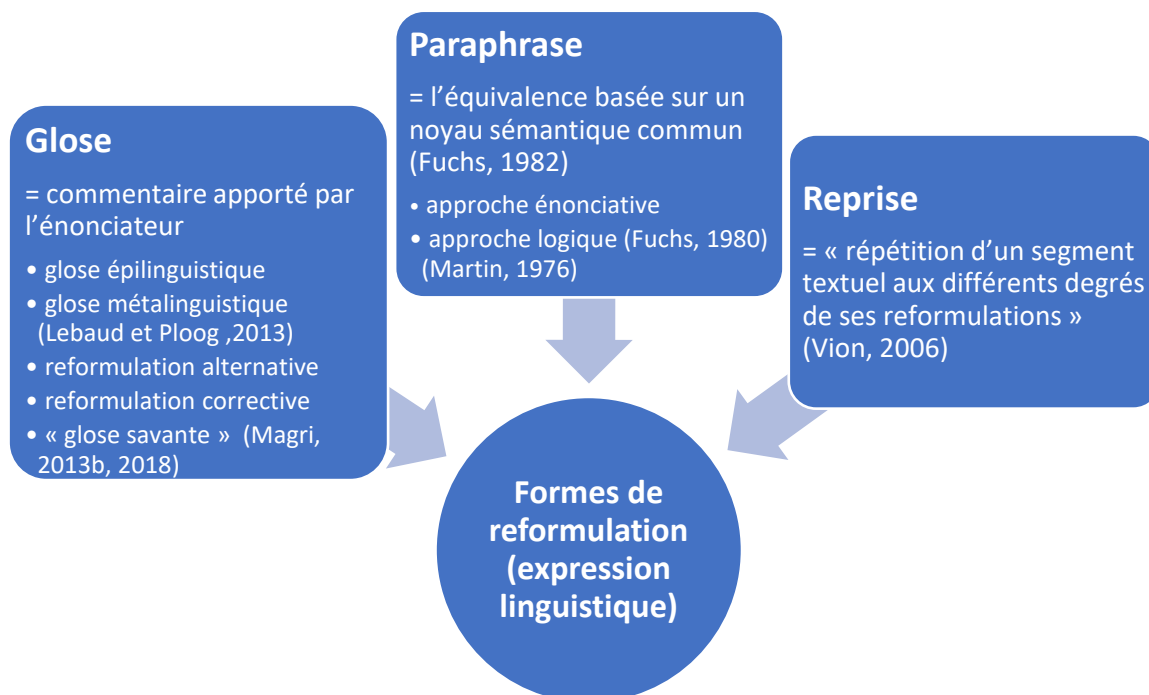 Glose
= commentaire apporté par
l’énonciateur
• glose épilinguistique
• glose métalinguistique
(Lebaud et Ploog ,2013)
• reformulation alternative
• reformulation corrective
• « glose savante » (Magri,
2013b, 2018)
Paraphrase
= l’équivalence basée sur un
noyau sémantique commun
(Fuchs, 1982)
• approche énonciative
• approche logique (Fuchs, 1980)
(Martin, 1976)
Reprise
= « répétition d’un segment
textuel aux différents degrés
de ses reformulations »
(Vion, 2006)
Formes de
reformulation
(expression
linguistique)